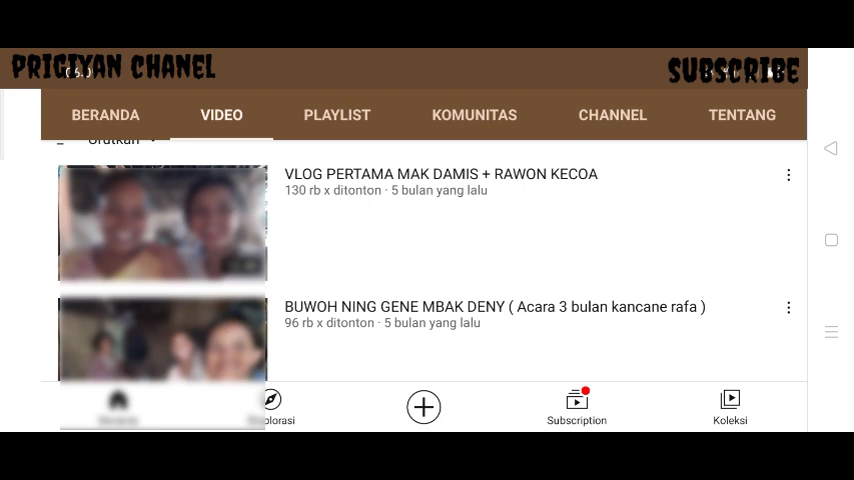 PRIGIYAN CHANEL
SUBSCRIBE
BERANDA VIDEO PLAYLIST KOMUNITAS CHANNEL TENTANG
Urutkan
VLOG PERTAMA MAK DAMIS + RAWON KECOA
130 rb x ditonton · 5 bulan yang lalu
BUWOH NING GENE MBAK DENY ( Acara 3 bulan kancane rafa )
96 rb x ditonton · 5 bulan yang lalu
Subscription Koleksi